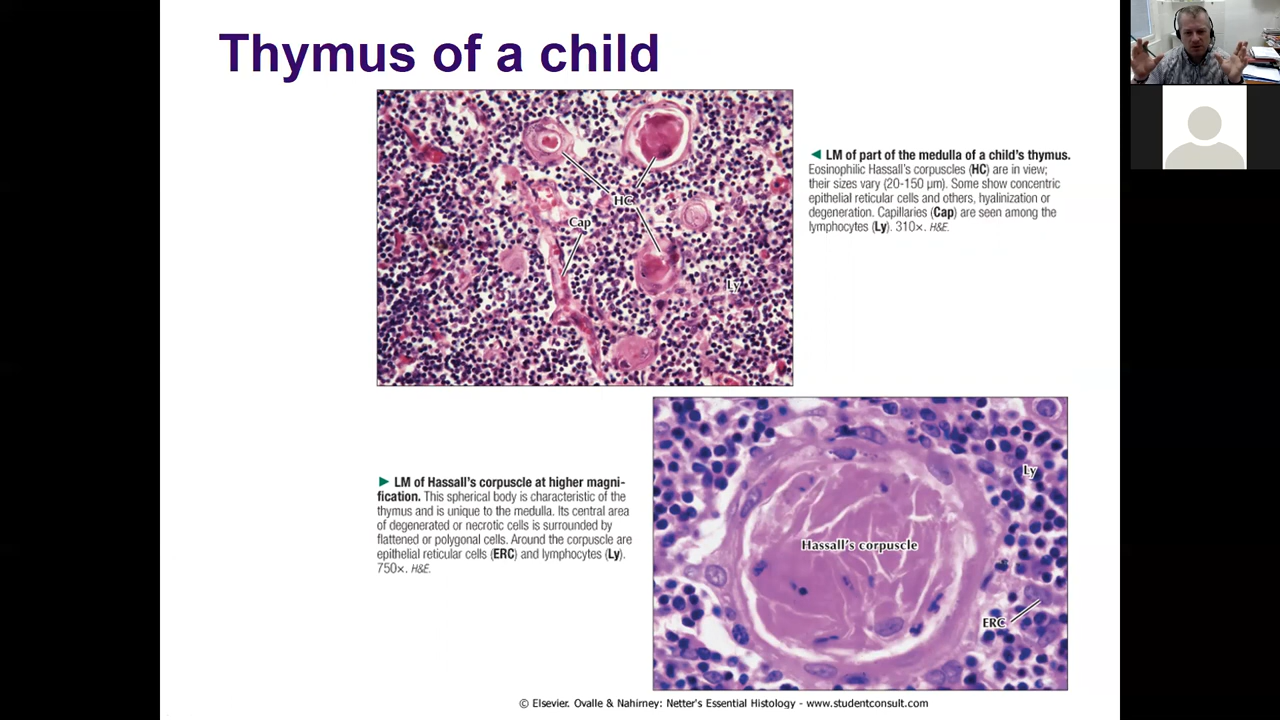 Thymus of a child
HC
Cap
Ly
◄ LM of part of the medulla of a child's thymus.
Eosinophilic Hassall's corpuscles (HC) are in view;
their sizes vary (20-150 µm). Some show concentric
epithelial reticular cells and others, hyalinization or
degeneration. Capillaries (Cap) are seen among the
lymphocytes (Ly). 310×. H&E.
► LM of Hassall's corpuscle at higher magni-
fication. This spherical body is characteristic of the
thymus and is unique to the medulla. Its central area
of degenerated or necrotic cells is surrounded by
flattened or polygonal cells. Around the corpuscle are
epithelial reticular cells (ERC) and lymphocytes (Ly).
750×. H&E.
Ly
Hassall's corpuscle
ERC
© Elsevier. Ovalle & Nahirney: Netter's Essential Histology - www.studentconsult.com